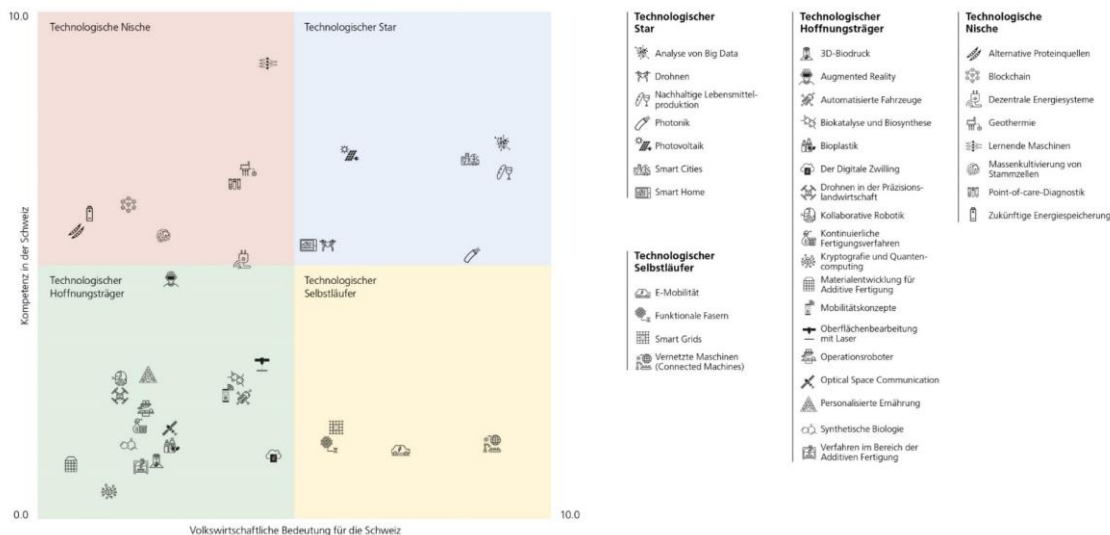 10.0
Technologische Nische
Technologischer Star
Kompetenz in der Schweiz
Technologischer
Hoffnungsträger
Technologischer
Selbstläufer
0.0
10.0
Volkswirtschaftliche Bedeutung für die Schweiz
Technologischer
Star
Analyse von Big Data
Drohnen
Nachhaltige Lebensmittel-
produktion
Photonik
Photovoltaik
Smart Cities
Smart Home
Technologischer
Selbstläufer
E-Mobilität
Funktionale Fasern
Smart Grids
Vernetzte Maschinen
(Connected Machines)
Technologischer
Hoffnungsträger
3D-Biodruck
Augmented Reality
Automatisierte Fahrzeuge
Biokatalyse und Biosynthese
Bioplastik
Der Digitale Zwilling
Drohnen in der Präzisions-
landwirtschaft
Kollaborative Robotik
Kontinuierliche
Fertigungsverfahren
Kryptografie und Quanten-
computing
Materialentwicklung für
Additive Fertigung
Mobilitätskonzepte
Oberflächenbearbeitung
mit Laser
Operationsroboter
Optical Space Communication
Personalisierte Ernährung
Synthetische Biologie
Verfahren im Bereich der
Additiven Fertigung
Technologische
Nische
Alternative Proteinquellen
Blockchain
Dezentrale Energiesysteme
Geothermie
Lernende Maschinen
Massenkultivierung von
Stammzellen
Point-of-care-Diagnostik
Zukünftige Energiespeicherung